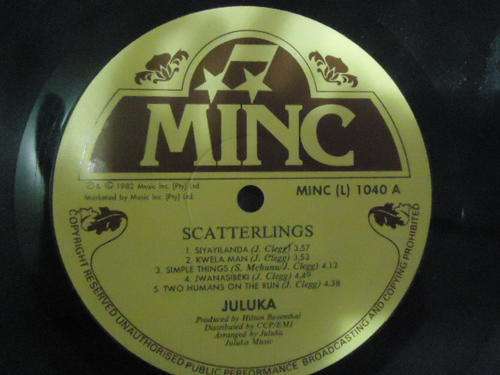 MINC
℗ & © 1982 Music Inc (Pty) Ltd
Marketed by Music Inc (Pty) Ltd
MINC (L) 1040 A
SCATTERLINGS
1. SIYAYILANDA (J. Clegg) 3.57
2. KWELA MAN (J. Clegg) 3.53
3. SIMPLE THINGS (S. Mchunu/J. Clegg) 4.13
4. JWANASIBEKI (J. Clegg) 4.49
5. TWO HUMANS ON THE RUN (J. Clegg) 4.38
JULUKA
Produced by Hilton Rosenthal
Distributed by CCP/EMI
Arranged by Juluka
Juluka Music
COPYRIGHT RESERVED UNAUTHORISED PUBLIC PERFORMANCE BROADCASTING AND COPYING PROHIBITED